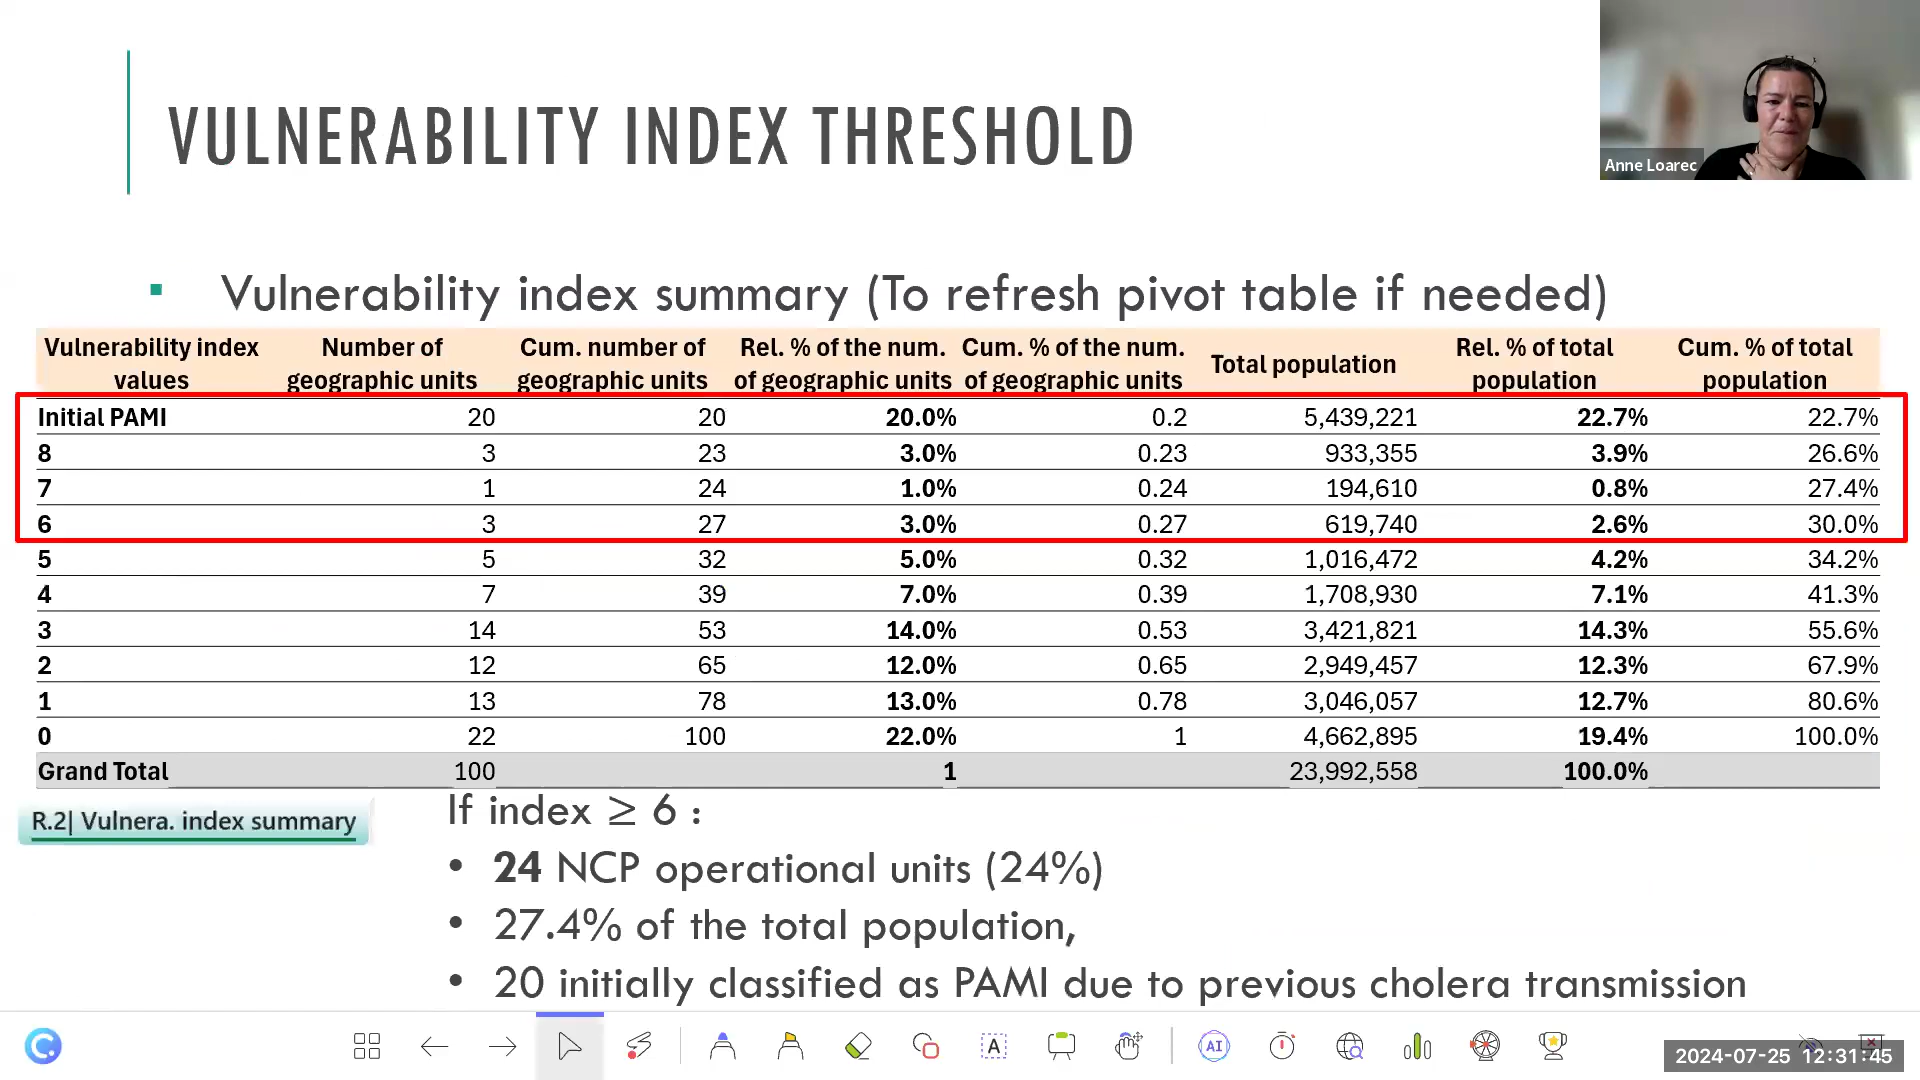 VULNERABILITY INDEX THRESHOLD
Anne Loarec
▪ Vulnerability index summary (To refresh pivot table if needed)
Vulnerability index values | Number of geographic units | Cum. number of geographic units | Rel. % of the num. of geographic units | Cum. % of the num. of geographic units | Total population | Rel. % of total population | Cum. % of total population
Initial PAMI 20 20 20.0% 0.2 5,439,221 22.7% 22.7%
8 3 23 3.0% 0.23 933,355 3.9% 26.6%
7 1 24 1.0% 0.24 194,610 0.8% 27.4%
6 3 27 3.0% 0.27 619,740 2.6% 30.0%
5 5 32 5.0% 0.32 1,016,472 4.2% 34.2%
4 7 39 7.0% 0.39 1,708,930 7.1% 41.3%
3 14 53 14.0% 0.53 3,421,821 14.3% 55.6%
2 12 65 12.0% 0.65 2,949,457 12.3% 67.9%
1 13 78 13.0% 0.78 3,046,057 12.7% 80.6%
0 22 100 22.0% 1 4,662,895 19.4% 100.0%
Grand Total 100 1 23,992,558 100.0%
R.2| Vulnera. index summary
If index ≥ 6 :
• 24 NCP operational units (24%)
• 27.4% of the total population,
• 20 initially classified as PAMI due to previous cholera transmission
A
AI
2024-07-25 12:31:45